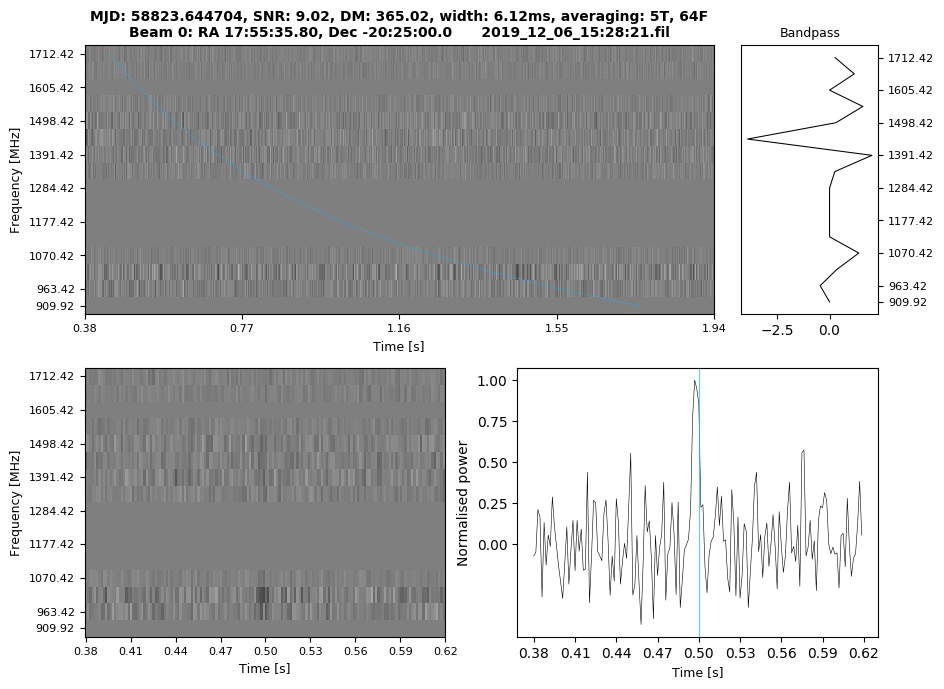 MJD: 58823.644704, SNR: 9.02, DM: 365.02, width: 6.12ms, averaging: 5T, 64F
Beam 0: RA 17:55:35.80, Dec -20:25:00.0 2019_12_06_15:28:21.fil
Bandpass
Frequency [MHz]
1712.42
1605.42
1498.42
1391.42
1284.42
1177.42
1070.42
963.42
909.92
0.38 0.77 1.16 1.55 1.94
Time [s]
1712.42
1605.42
1498.42
1391.42
1284.42
1177.42
1070.42
963.42
909.92
−2.5 0.0
Frequency [MHz]
1712.42
1605.42
1498.42
1391.42
1284.42
1177.42
1070.42
963.42
909.92
0.38 0.41 0.44 0.47 0.50 0.53 0.56 0.59 0.62
Time [s]
Normalised power
1.00
0.75
0.50
0.25
0.00
0.38 0.41 0.44 0.47 0.50 0.53 0.56 0.59 0.62
Time [s]